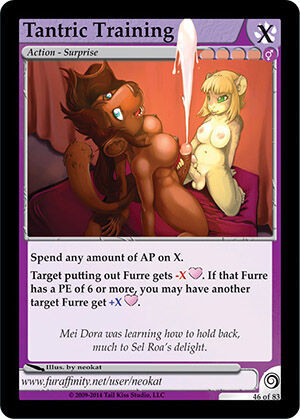 Tantric Training
X
Action - Surprise
Spend any amount of AP on X.
Target putting out Furre gets -X. If that Furre
has a PE of 6 or more, you may have another
target Furre get +X.
Mei Dora was learning how to hold back,
much to Sel Roa's delight.
Illus. by neokat
www.furaffinity.net/user/neokat
© 2009-2014 Tail Kiss Studio, LLC
46 of 83